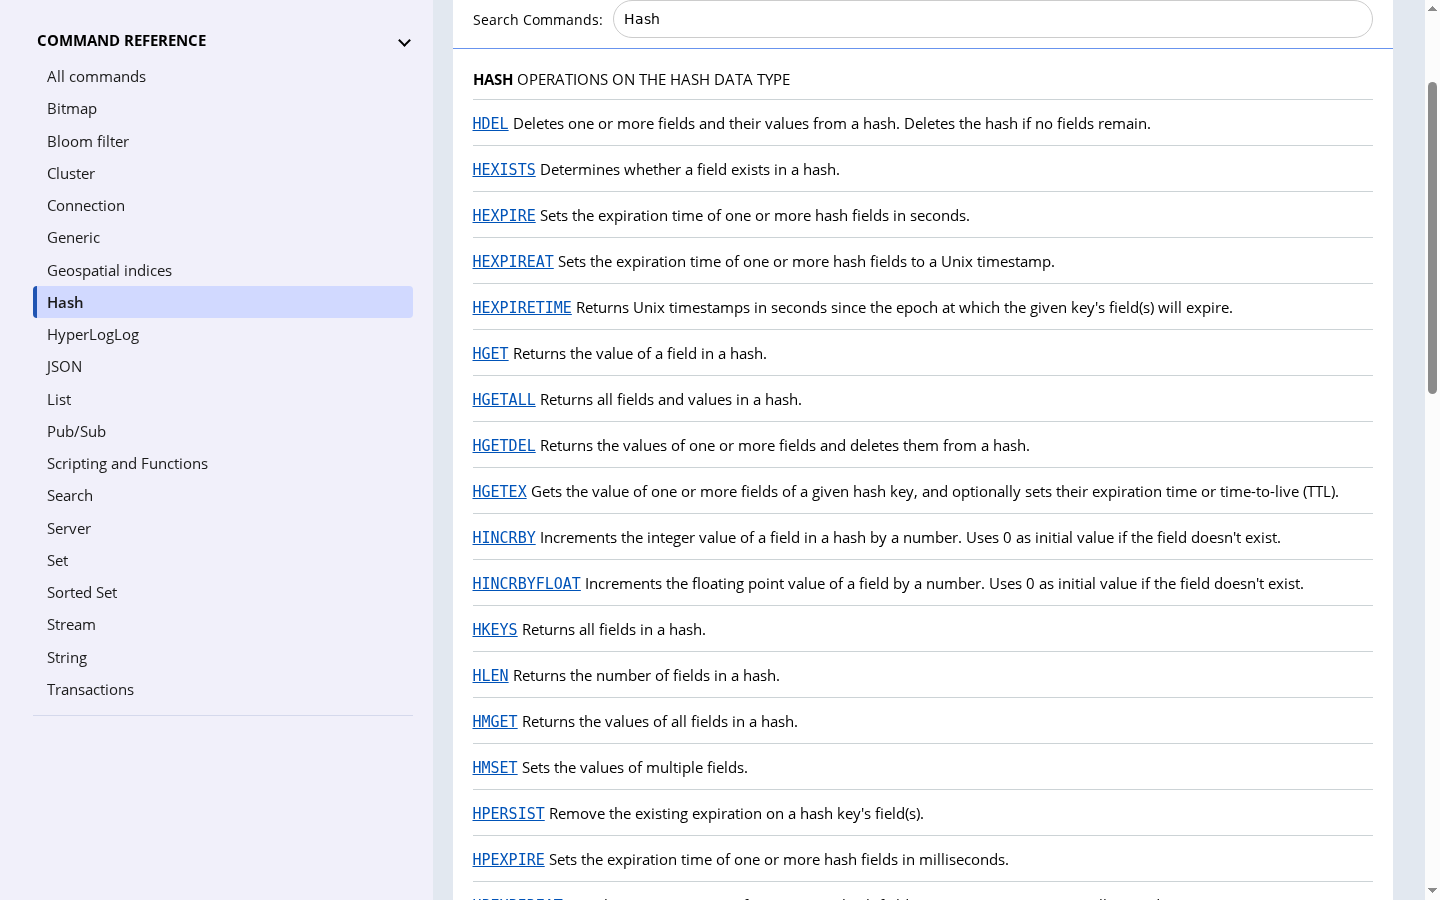 Search Commands: Hash
COMMAND REFERENCE
All commands
Bitmap
Bloom filter
Cluster
Connection
Generic
Geospatial indices
Hash
HyperLogLog
JSON
List
Pub/Sub
Scripting and Functions
Search
Server
Set
Sorted Set
Stream
String
Transactions
HASH OPERATIONS ON THE HASH DATA TYPE
HDEL Deletes one or more fields and their values from a hash. Deletes the hash if no fields remain.
HEXISTS Determines whether a field exists in a hash.
HEXPIRE Sets the expiration time of one or more hash fields in seconds.
HEXPIREAT Sets the expiration time of one or more hash fields to a Unix timestamp.
HEXPIRETIME Returns Unix timestamps in seconds since the epoch at which the given key's field(s) will expire.
HGET Returns the value of a field in a hash.
HGETALL Returns all fields and values in a hash.
HGETDEL Returns the values of one or more fields and deletes them from a hash.
HGETEX Gets the value of one or more fields of a given hash key, and optionally sets their expiration time or time-to-live (TTL).
HINCRBY Increments the integer value of a field in a hash by a number. Uses 0 as initial value if the field doesn't exist.
HINCRBYFLOAT Increments the floating point value of a field by a number. Uses 0 as initial value if the field doesn't exist.
HKEYS Returns all fields in a hash.
HLEN Returns the number of fields in a hash.
HMGET Returns the values of all fields in a hash.
HMSET Sets the values of multiple fields.
HPERSIST Remove the existing expiration on a hash key's field(s).
HPEXPIRE Sets the expiration time of one or more hash fields in milliseconds.